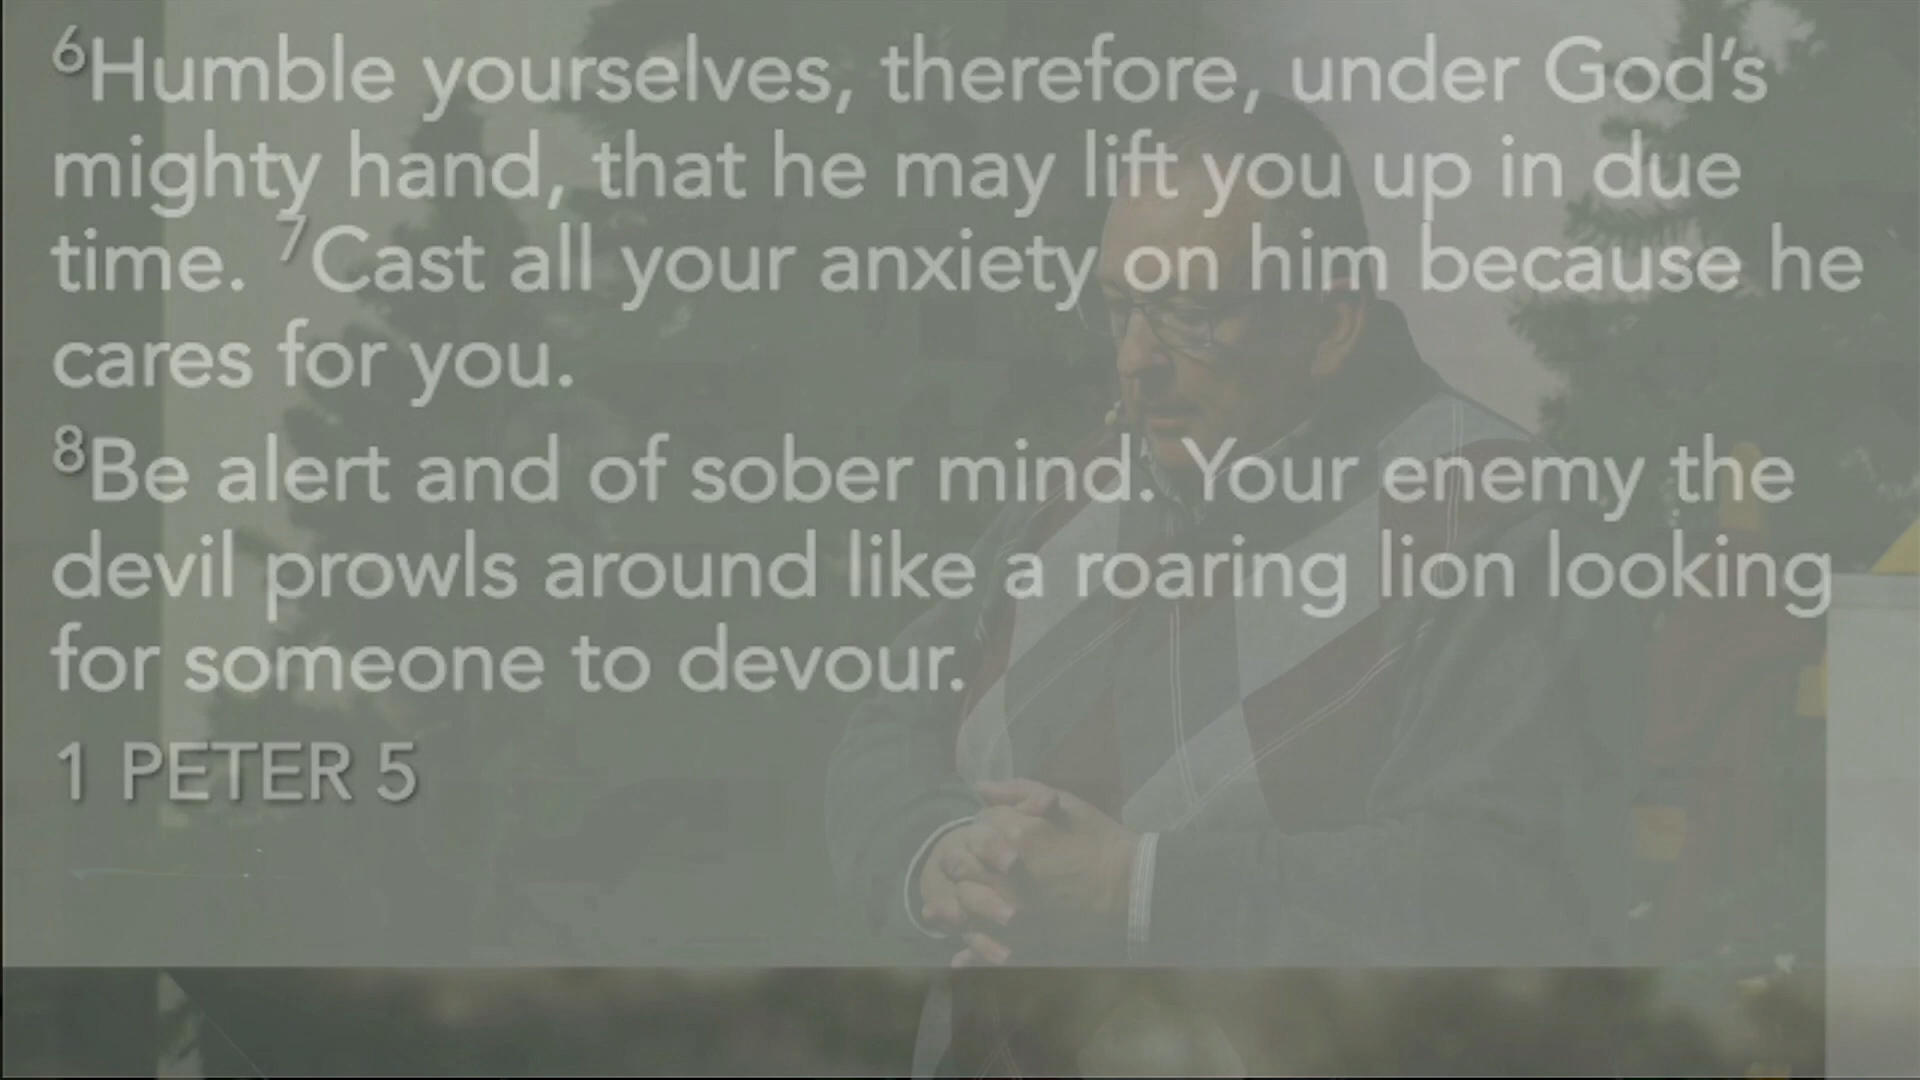 ⁶Humble yourselves, therefore, under God’s
mighty hand, that he may lift you up in due
time. ⁷Cast all your anxiety on him because he
cares for you.
⁸Be alert and of sober mind. Your enemy the
devil prowls around like a roaring lion looking
for someone to devour.
1 PETER 5